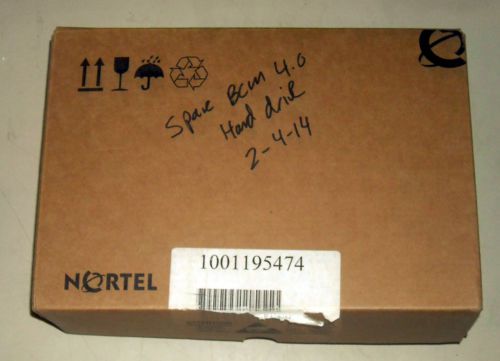 Spare BCM 4.0
Hard drive
2-4-14
1001195474
NORTEL